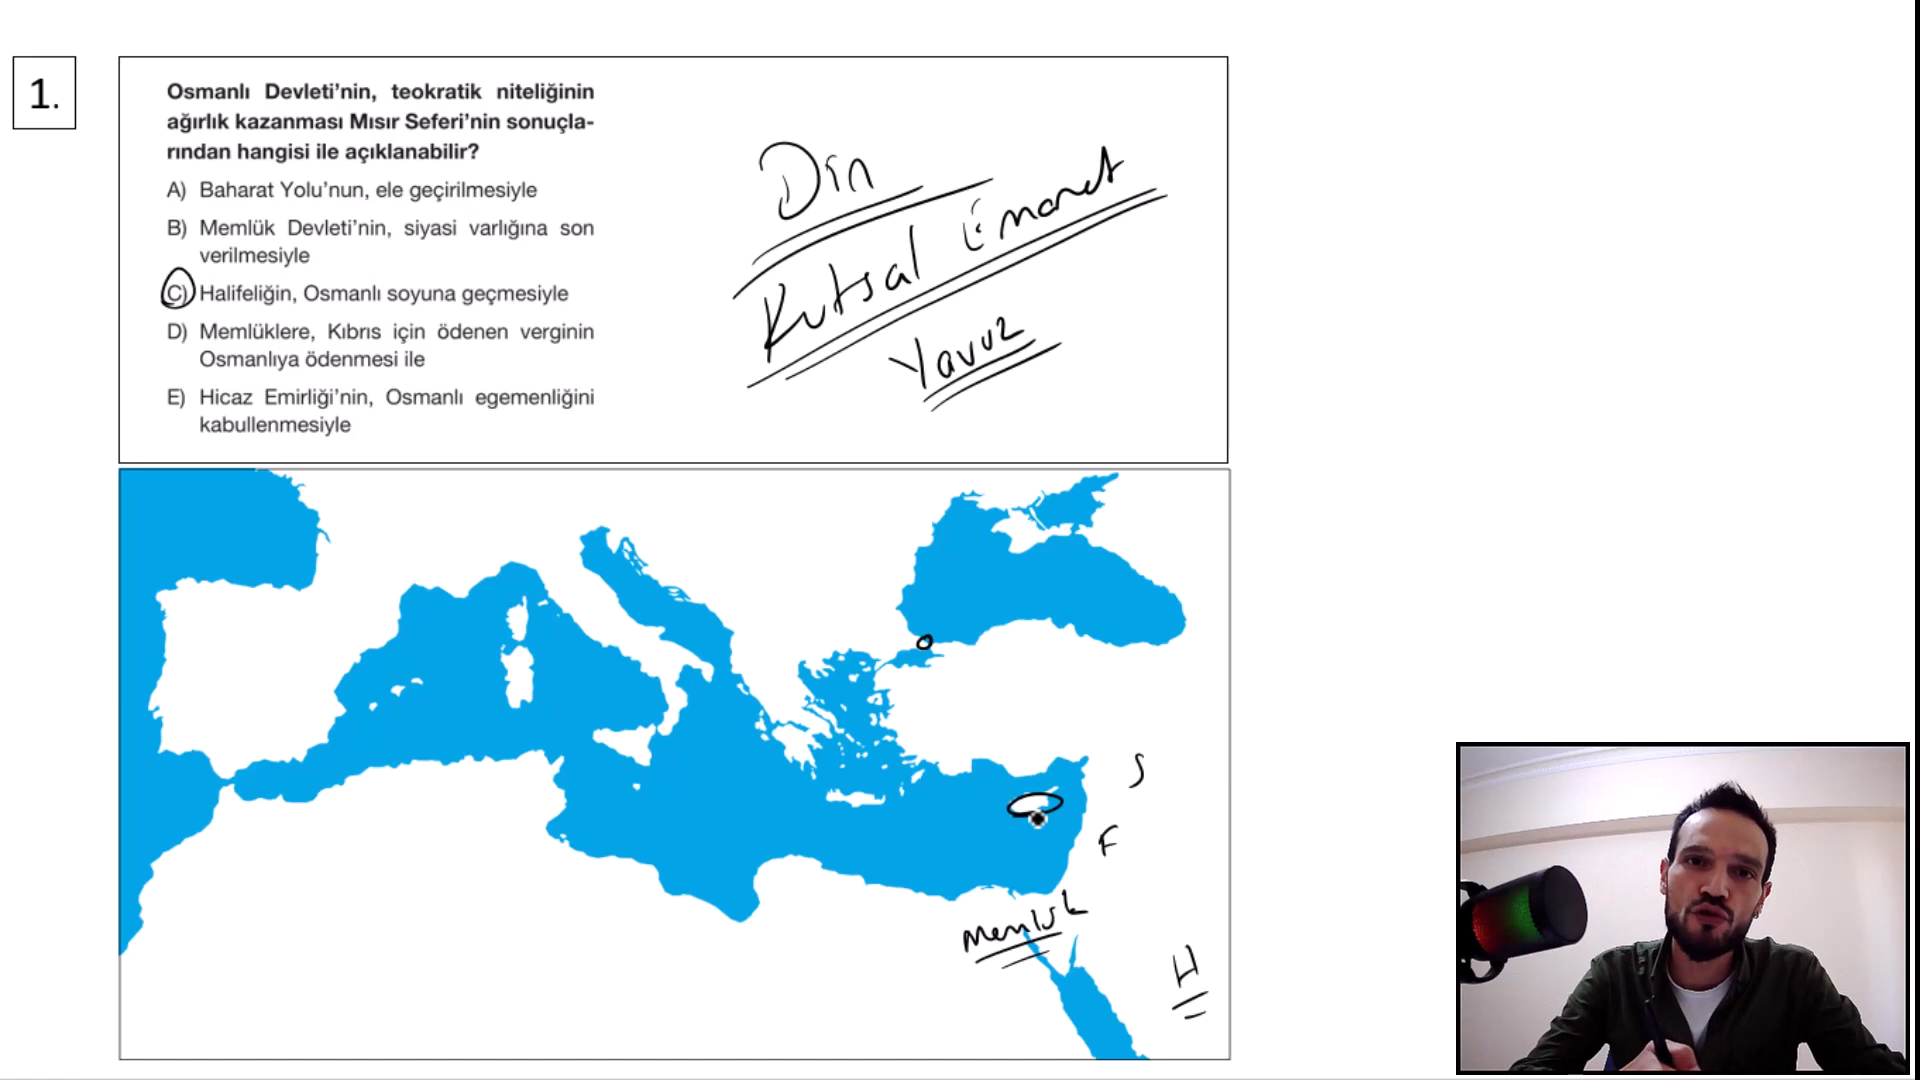 1.
Osmanlı Devleti’nin, teokratik niteliğinin
ağırlık kazanması Mısır Seferi’nin sonuçla-
rından hangisi ile açıklanabilir?
A) Baharat Yolu’nun, ele geçirilmesiyle
B) Memlük Devleti’nin, siyasi varlığına son
verilmesiyle
C) Halifeliğin, Osmanlı soyuna geçmesiyle
D) Memlüklere, Kıbrıs için ödenen verginin
Osmanlıya ödenmesi ile
E) Hicaz Emirliği’nin, Osmanlı egemenliğini
kabullenmesiyle
Din
Kutsal Emanet
Yavuz
S
F
Memlük
H